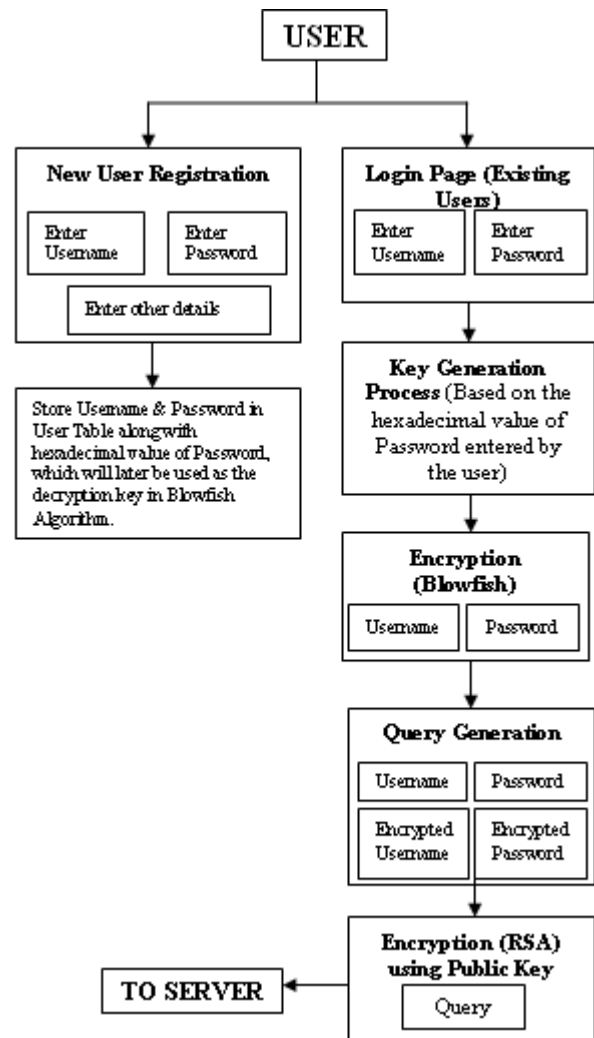 USER
New User Registration
Enter
Username
Enter
Password
Enter other details
Store Username & Password in
User Table along with
hexadecimal value of Password,
which will later be used as the
decryption key in Blowfish
Algorithm.
Login Page (Existing
Users)
Enter
Username
Enter
Password
Key Generation
Process (Based on the
hexadecimal value of
Password entered by
the user)
Encryption
(Blowfish)
Username
Password
Query Generation
Username
Password
Encrypted
Username
Encrypted
Password
Encryption (RSA)
using Public Key
Query
TO SERVER